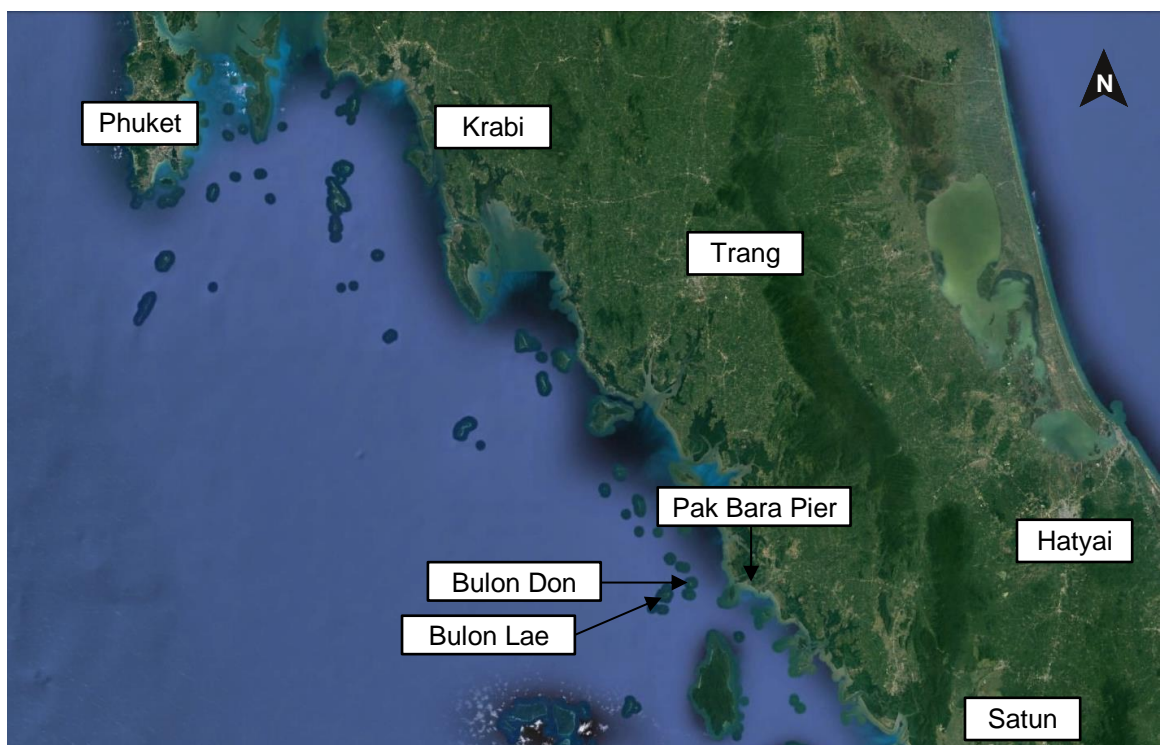 N
Phuket
Krabi
Trang
Pak Bara Pier
Hatyai
Bulon Don
Bulon Lae
Satun